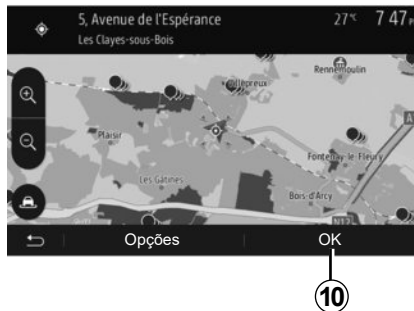 5, Avenue de l'Espérance
27 °C
7 47
Les Clayes-sous-Bois
Rennemoulin
Plaisir
Fontenay-le-Fleury
Les Gâtines
Bois-d'Arcy
A
N12
Opções
OK
10